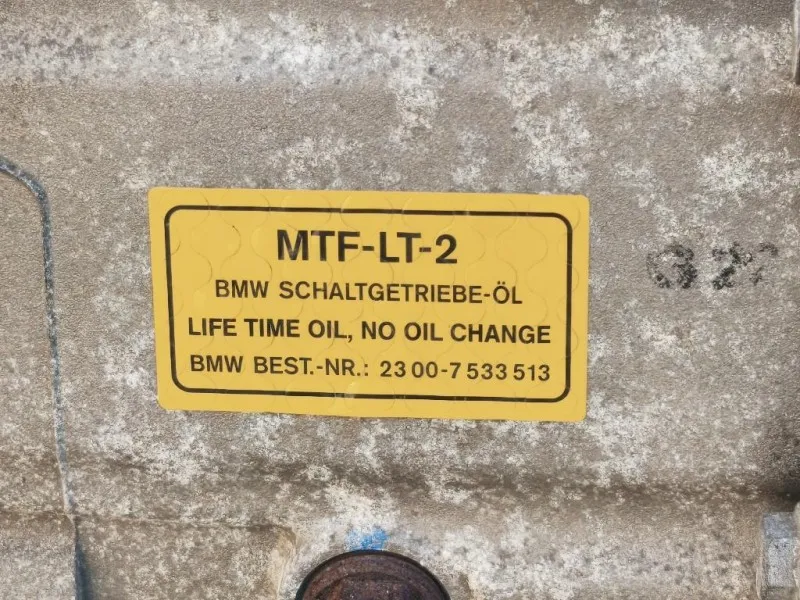 MTF-LT-2
BMW SCHALTGETRIEBE-ÖL
LIFE TIME OIL, NO OIL CHANGE
BMW BEST.-NR.: 23 00-7 533 513